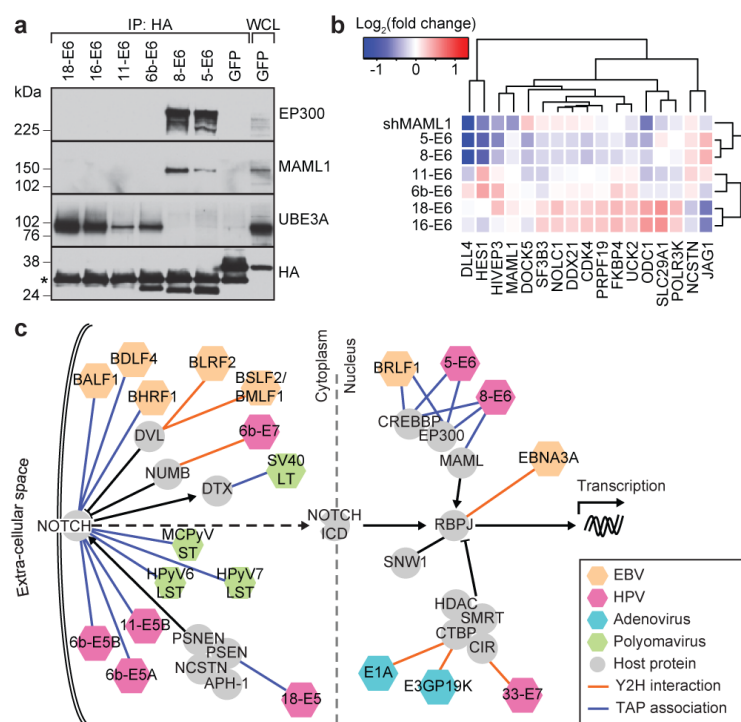 a
IP: HA
WCL
18-E6
16-E6
11-E6
6b-E6
8-E6
5-E6
GFP
GFP
kDa
225
EP300
150
102
MAML1
102
76
UBE3A
38
*
24
HA
b
Log2(fold change)
-1 0 1
shMAML1
5-E6
8-E6
11-E6
6b-E6
18-E6
16-E6
DLL4
HES1
HIVEP3
MAML1
DOCK5
SF3B3
NOLC1
DDX21
CDK4
PRPF19
FKBP4
UCK2
ODC1
SLC29A1
POLR3K
NCSTN
JAG1
c
Extra-cellular space
Cytoplasm
Nucleus
BALF1
BDLF4
BHRF1
BLRF2
BSLF2/
BMLF1
DVL
6b-E7
NUMB
DTX
SV40
LT
NOTCH
MCPyV
ST
HPyV6
LST
HPyV7
LST
6b-E5B
11-E5B
6b-E5A
PSNEN
PSEN
NCSTN
APH-1
18-E5
NOTCH
ICD
BRLF1
5-E6
8-E6
CREBBP
EP300
MAML
EBNA3A
RBPJ
Transcription
SNW1
HDAC
SMRT
CTBP
CIR
E1A
E3GP19K
33-E7
EBV
HPV
Adenovirus
Polyomavirus
Host protein
Y2H interaction
TAP association